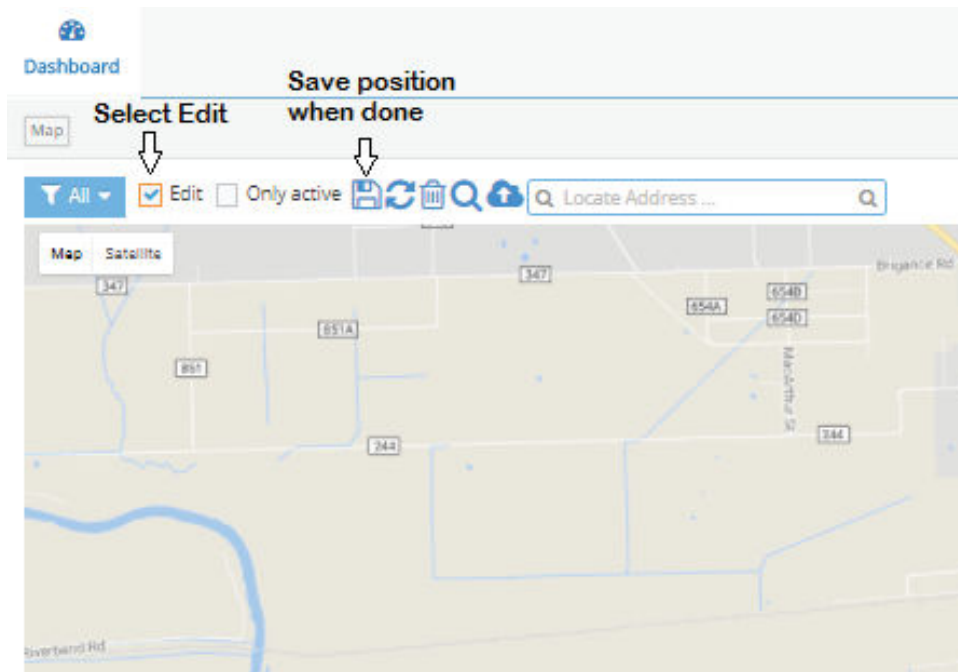 Dashboard
Save position
when done
Select Edit
Map
All
Edit
Only active
Locate Address ...
Map
Satellite
347
347
Brigance Rd
654B
654A
654D
651A
861
MacArthur St
244
344
Riverband Rd